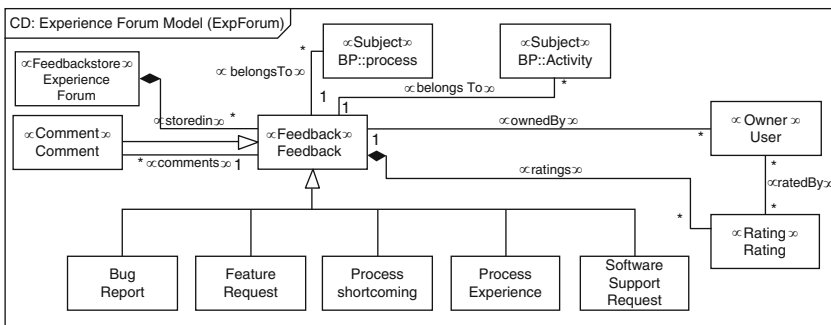 CD: Experience Forum Model (ExpForum)
∝Feedbackstore∝
Experience
Forum
∝Subject∝
BP::process
∝Subject∝
BP::Activity
*
*
∝belongsTo∝
∝belongs To∝
1
1
∝storedin∝
*
∝Comment∝
Comment
∝Feedback∝
Feedback
∝ownedBy∝
*
1
∝Owner∝
User
*
∝comments∝
1
∝ratings∝
*
∝ratedBy∝
*
*
∝Rating∝
Rating
Bug
Report
Feature
Request
Process
shortcoming
Process
Experience
Software
Support
Request